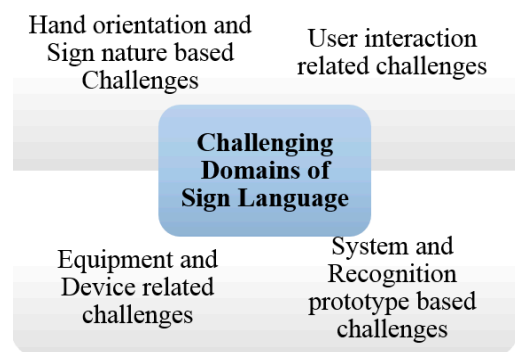 Hand orientation and
Sign nature based
Challenges
User interaction
related challenges
Challenging
Domains of
Sign Language
Equipment and
Device related
challenges
System and
Recognition
prototype based
challenges